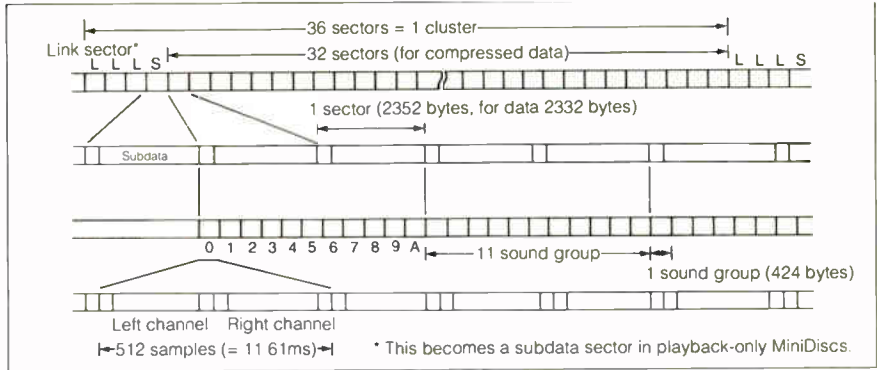 36 sectors = 1 cluster
Link sector*
32 sectors (for compressed data)
L L L S
L L L S
1 sector (2352 bytes, for data 2332 bytes)
Subdata
0 1 2 3 4 5 6 7 8 9 A
11 sound group
1 sound group (424 bytes)
Left channel Right channel
512 samples (= 11 61ms)
* This becomes a subdata sector in playback-only MiniDiscs.